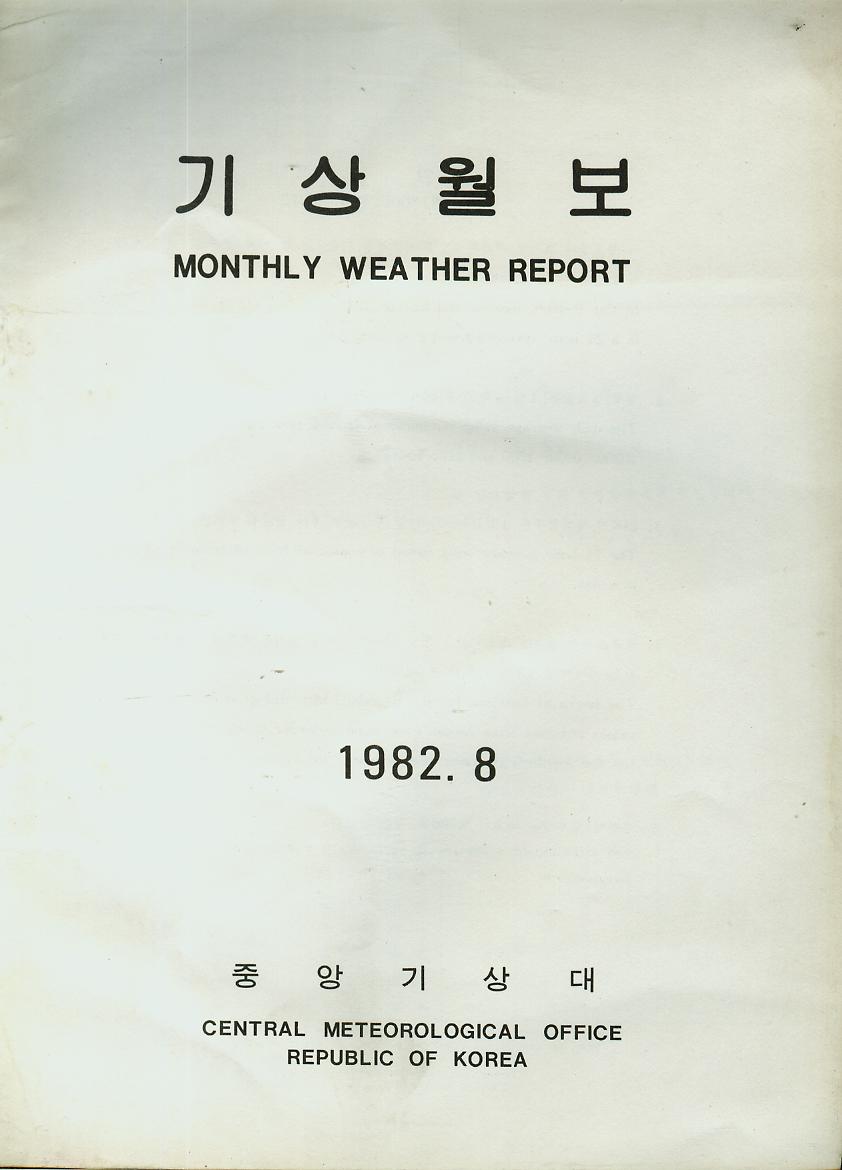 기상월보
MONTHLY WEATHER REPORT
1982. 8
중앙기상대
CENTRAL METEOROLOGICAL OFFICE
REPUBLIC OF KOREA